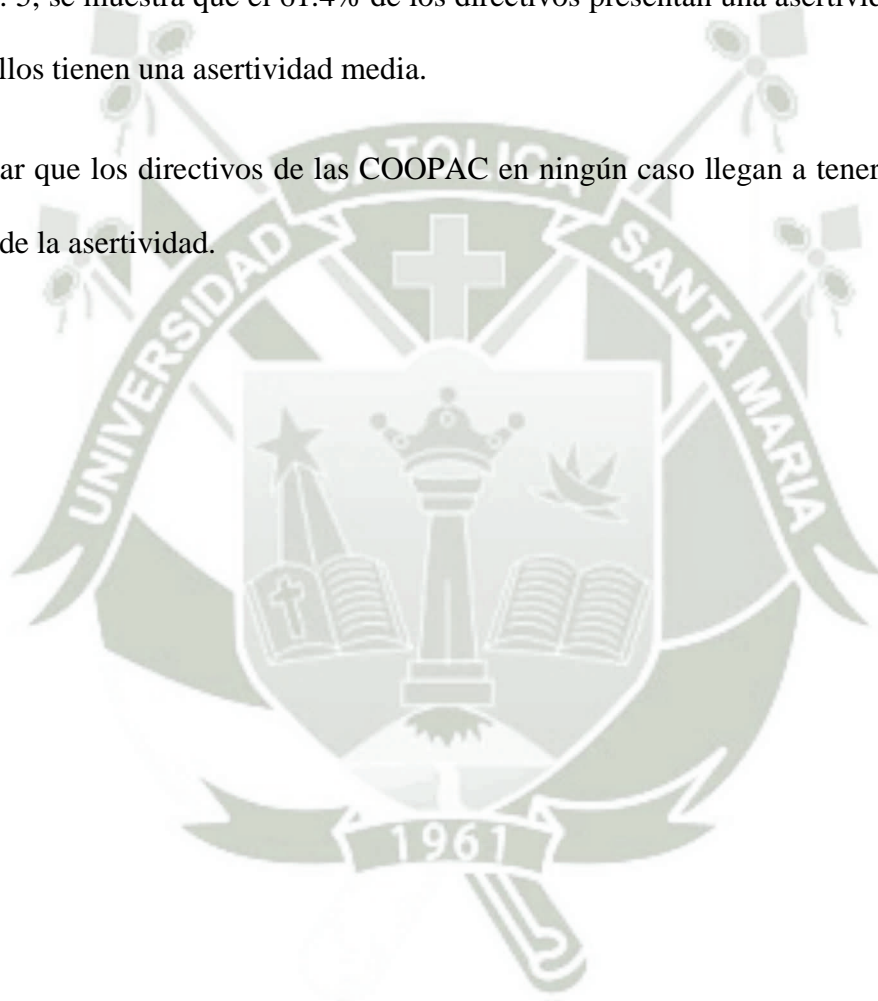 . 3, se muestra que el 61.4% de los directivos presentan una asertivid
llos tienen una asertividad media.
ar que los directivos de las COOPAC en ningún caso llegan a tener
de la asertividad.
UNIVERSIDAD CATOLICA SANTA MARIA
1961